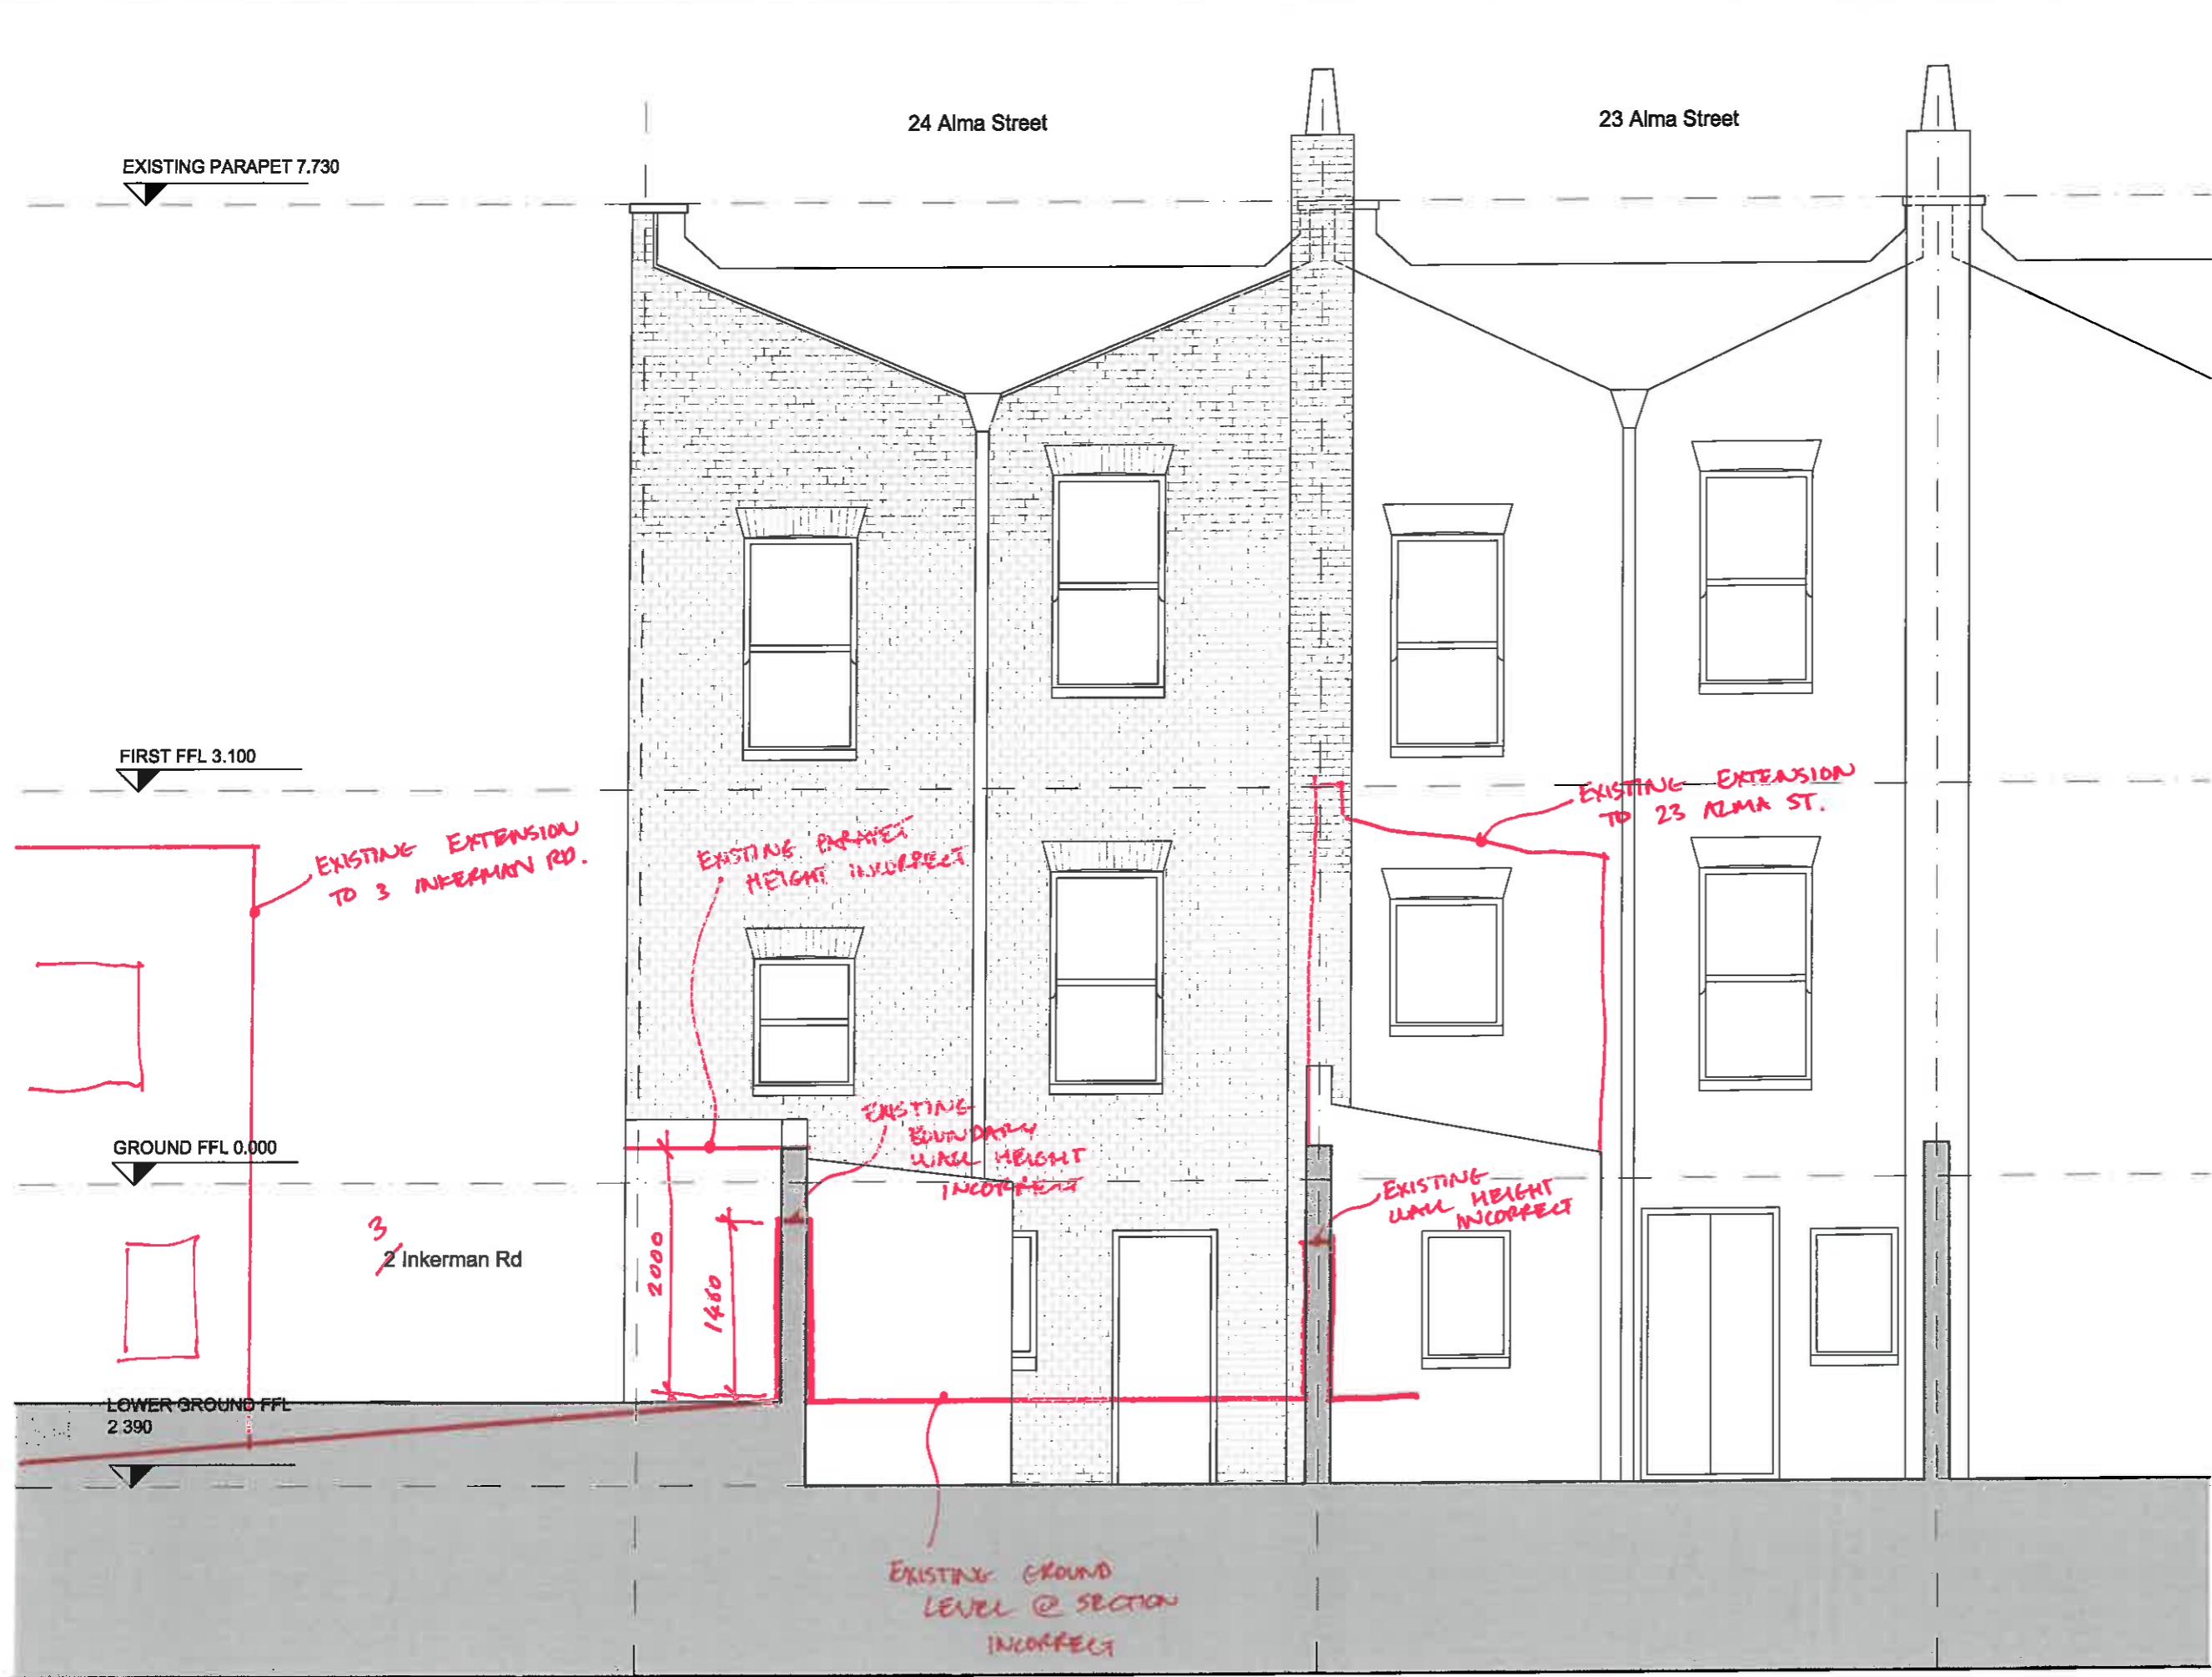 24 Alma Street
23 Alma Street
EXISTING PARAPET 7.730
FIRST FFL 3.100
EXISTING EXTENSION
TO 23 ALMA ST.
EXISTING EXTENSION
TO 3 INKERMAN RD.
EXISTING PARAPET
HEIGHT INCORRECT
EXISTING
BOUNDARY
WALL HEIGHT
INCORRECT
GROUND FFL 0.000
EXISTING
WALL HEIGHT
INCORRECT
3
2 Inkerman Rd
2000
1460
LOWER GROUND FFL
2.390
EXISTING GROUND
LEVEL @ SECTION
INCORRECT